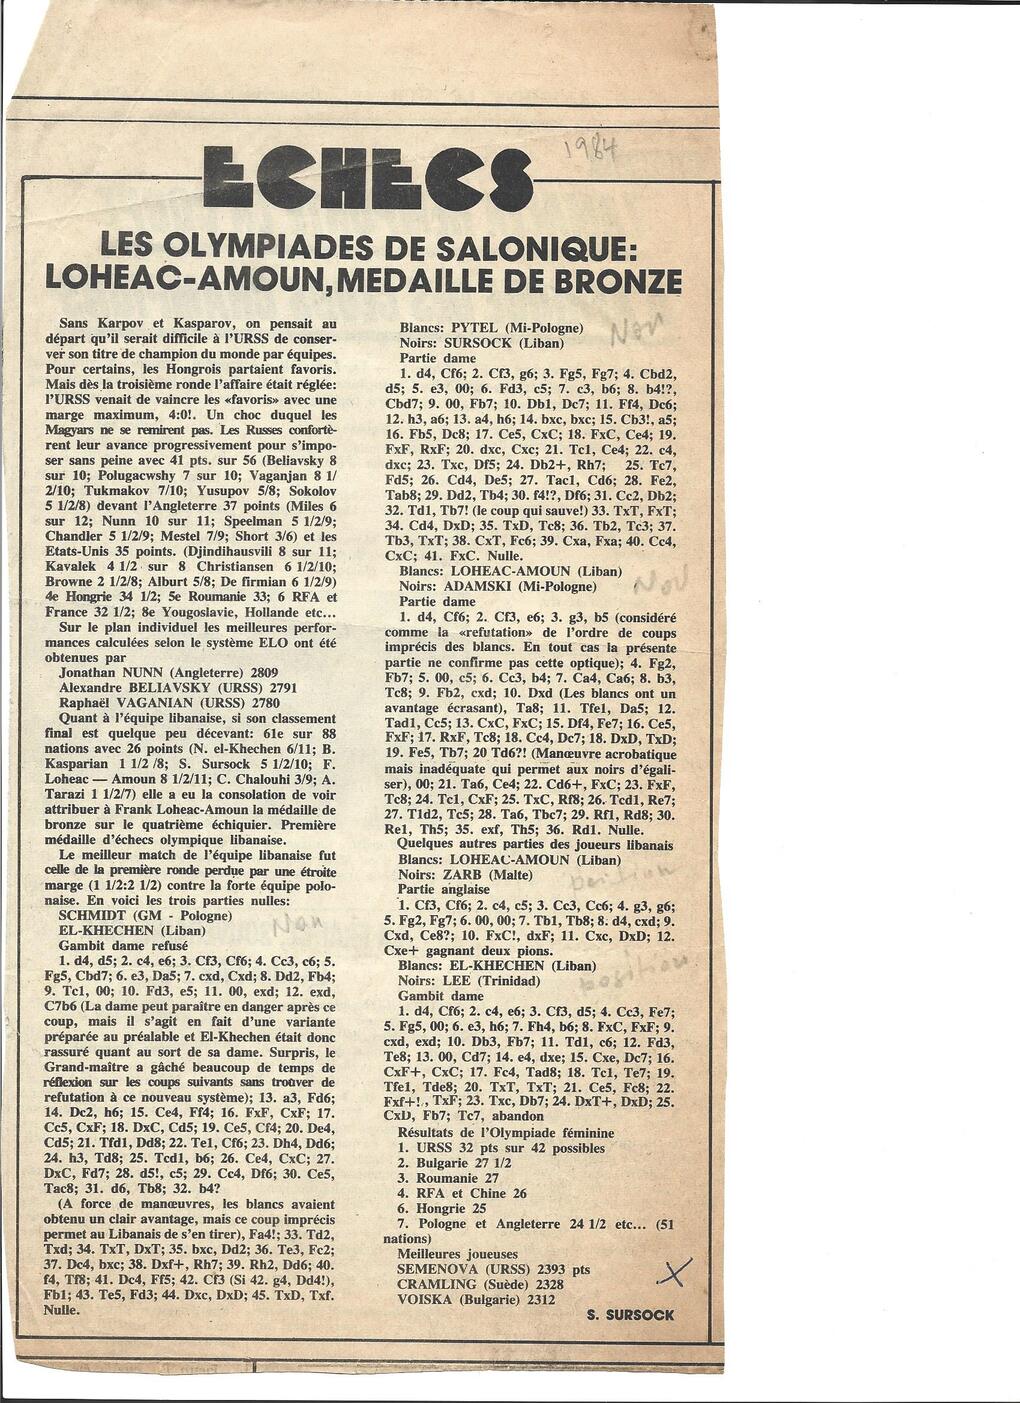 1984
ECHECS
LES OLYMPIADES DE SALONIQUE:
LOHEAC-AMOUN, MEDAILLE DE BRONZE
Sans Karpov et Kasparov, on pensait au
départ qu'il serait difficile à l'URSS de conser-
ver son titre de champion du monde par équipes.
Pour certains, les Hongrois partaient favoris.
Mais dès la troisième ronde l'affaire était réglée:
l'URSS venait de vaincre les «favoris» avec une
marge maximum, 4:0!. Un choc duquel les
Magyars ne se remirent pas. Les Russes confortè-
rent leur avance progressivement pour s'impo-
ser sans peine avec 41 pts. sur 56 (Beliavsky 8
sur 10; Polugacwshy 7 sur 10; Vaganjan 8 1/
2/10; Tukmakov 7/10; Yusupov 5/8; Sokolov
5 1/2/8) devant l'Angleterre 37 points (Miles 6
sur 12; Nunn 10 sur 11; Speelman 5 1/2/9;
Chandler 5 1/2/9; Mestel 7/9; Short 3/6) et les
Etats-Unis 35 points. (Djindihausvili 8 sur 11;
Kavalek 4 1/2 sur 8 Christiansen 6 1/2/10;
Browne 2 1/2/8; Alburt 5/8; De firmian 6 1/2/9)
4e Hongrie 34 1/2; 5e Roumanie 33; 6 RFA et
France 32 1/2; 8e Yougoslavie, Hollande etc...
Sur le plan individuel les meilleures perfor-
mances calculées selon le système ELO ont été
obtenues par
Jonathan NUNN (Angleterre) 2809
Alexandre BELIAVSKY (URSS) 2791
Raphaël VAGANIAN (URSS) 2780
Quant à l'équipe libanaise, si son classement
final est quelque peu décevant: 61e sur 88
nations avec 26 points (N. el-Khechen 6/11; B.
Kasparian 1 1/2 /8; S. Sursock 5 1/2/10; F.
Loheac — Amoun 8 1/2/11; C. Chalouhi 3/9; A.
Tarazi 1 1/2/7) elle a eu la consolation de voir
attribuer à Frank Loheac-Amoun la médaille de
bronze sur le quatrième échiquier. Première
médaille d'échecs olympique libanaise.
Le meilleur match de l'équipe libanaise fut
celle de la première ronde perdue par une étroite
marge (1 1/2:2 1/2) contre la forte équipe polo-
naise. En voici les trois parties nulles:
SCHMIDT (GM - Pologne)
EL-KHECHEN (Liban) Non
Gambit dame refusé
1. d4, d5; 2. c4, e6; 3. Cf3, Cf6; 4. Cc3, c6; 5.
Fg5, Cbd7; 6. e3, Da5; 7. cxd, Cxd; 8. Dd2, Fb4;
9. Tc1, 00; 10. Fd3, e5; 11. 00, exd; 12. exd,
C7b6 (La dame peut paraître en danger après ce
coup, mais il s'agit en fait d'une variante
préparée au préalable et El-Khechen était donc
rassuré quant au sort de sa dame. Surpris, le
Grand-maître a gâché beaucoup de temps de
réflexion sur les coups suivants sans trouver de
refutation à ce nouveau système); 13. a3, Fd6;
14. Dc2, h6; 15. Ce4, Ff4; 16. FxF, CxF; 17.
Cc5, CxF; 18. DxC, Cd5; 19. Ce5, Cf4; 20. De4,
Cd5; 21. Tfd1, Dd8; 22. Te1, Cf6; 23. Dh4, Dd6;
24. h3, Td8; 25. Tcd1, b6; 26. Ce4, CxC; 27.
DxC, Fd7; 28. d5!, c5; 29. Cc4, Df6; 30. Ce5,
Tac8; 31. d6, Tb8; 32. b4?
(A force de manœuvres, les blancs avaient
obtenu un clair avantage, mais ce coup imprécis
permet au Libanais de s'en tirer), Fa4!; 33. Td2,
Txd; 34. TxT, DxT; 35. bxc, Dd2; 36. Te3, Fc2;
37. Dc4, bxc; 38. Dxf+, Rh7; 39. Rh2, Dd6; 40.
f4, Tf8; 41. Dc4, Ff5; 42. Cf3 (Si 42. g4, Dd4!),
Fb1; 43. Te5, Fd3; 44. Dxc, DxD; 45. TxD, Txf.
Nulle.
Blancs: PYTEL (Mi-Pologne)
Noirs: SURSOCK (Liban) Non
Partie dame
1. d4, Cf6; 2. Cf3, g6; 3. Fg5, Fg7; 4. Cbd2,
d5; 5. e3, 00; 6. Fd3, c5; 7. c3, b6; 8. b4!?,
Cbd7; 9. 00, Fb7; 10. Db1, Dc7; 11. Ff4, Dc6;
12. h3, a6; 13. a4, h6; 14. bxc, bxc; 15. Cb3!, a5;
16. Fb5, Dc8; 17. Ce5, CxC; 18. FxC, Ce4; 19.
FxF, RxF; 20. dxc, Cxc; 21. Tc1, Ce4; 22. c4,
dxc; 23. Txc, Df5; 24. Db2+, Rh7; 25. Tc7,
Fd5; 26. Cd4, De5; 27. Tac1, Cd6; 28. Fe2,
Tab8; 29. Dd2, Tb4; 30. f4!?, Df6; 31. Cc2, Db2;
32. Td1, Tb7! (le coup qui sauve!) 33. TxT, FxT;
34. Cd4, DxD; 35. TxD, Tc8; 36. Tb2, Tc3; 37.
Tb3, TxT; 38. CxT, Fc6; 39. Cxa, Fxa; 40. Cc4,
CxC; 41. FxC. Nulle.
Blancs: LOHEAC-AMOUN (Liban)
Noirs: ADAMSKI (Mi-Pologne) Non
Partie dame
1. d4, Cf6; 2. Cf3, e6; 3. g3, b5 (considéré
comme la «refutation» de l'ordre de coups
imprécis des blancs. En tout cas la présente
partie ne confirme pas cette optique); 4. Fg2,
Fb7; 5. 00, c5; 6. Cc3, b4; 7. Ca4, Ca6; 8. b3,
Tc8; 9. Fb2, cxd; 10. Dxd (Les blancs ont un
avantage écrasant), Ta8; 11. Tfe1, Da5; 12.
Tad1, Cc5; 13. CxC, FxC; 15. Df4, Fe7; 16. Ce5,
FxF; 17. RxF, Tc8; 18. Cc4, Dc7; 18. DxD, TxD;
19. Fe5, Tb7; 20 Td6?! (Manœuvre acrobatique
mais inadéquate qui permet aux noirs d'égali-
ser), 00; 21. Ta6, Ce4; 22. Cd6+, FxC; 23. FxF,
Tc8; 24. Tc1, CxF; 25. TxC, Rf8; 26. Tcd1, Re7;
27. T1d2, Tc5; 28. Ta6, Tbc7; 29. Rf1, Rd8; 30.
Re1, Th5; 35. exf, Th5; 36. Rd1. Nulle.
Quelques autres parties des joueurs libanais
Blancs: LOHEAC-AMOUN (Liban)
Noirs: ZARB (Malte)
Partie anglaise position
1. Cf3, Cf6; 2. c4, c5; 3. Cc3, Cc6; 4. g3, g6;
5. Fg2, Fg7; 6. 00, 00; 7. Tb1, Tb8; 8. d4, cxd; 9.
Cxd, Ce8?; 10. FxC!, dxF; 11. Cxc, DxD; 12.
Cxe+ gagnant deux pions.
Blancs: EL-KHECHEN (Liban)
Noirs: LEE (Trinidad) position
Gambit dame
1. d4, Cf6; 2. c4, e6; 3. Cf3, d5; 4. Cc3, Fe7;
5. Fg5, 00; 6. e3, h6; 7. Fh4, b6; 8. FxC, FxF; 9.
cxd, exd; 10. Db3, Fb7; 11. Td1, c6; 12. Fd3,
Te8; 13. 00, Cd7; 14. e4, dxe; 15. Cxe, Dc7; 16.
CxF+, CxC; 17. Fc4, Tad8; 18. Tc1, Te7; 19.
Tfe1, Tde8; 20. TxT, TxT; 21. Ce5, Fc8; 22.
Fxf+!, TxF; 23. Txc, Db7; 24. DxT+, DxD; 25.
CxD, Fb7; Tc7, abandon
Résultats de l'Olympiade féminine
1. URSS 32 pts sur 42 possibles
2. Bulgarie 27 1/2
3. Roumanie 27
4. RFA et Chine 26
6. Hongrie 25
7. Pologne et Angleterre 24 1/2 etc... (51
nations)
Meilleures joueuses
SEMENOVA (URSS) 2393 pts
CRAMLING (Suède) 2328
VOISKA (Bulgarie) 2312
S. SURSOCK